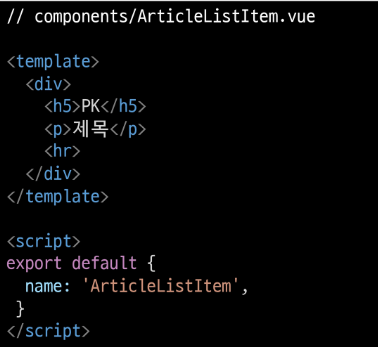 // components/ArticleListItem.vue

<template>
  <div>
    <h5>PK</h5>
    <p>제목</p>
    <hr>
  </div>
</template>

<script>
export default {
  name: 'ArticleListItem',
 }
</script>